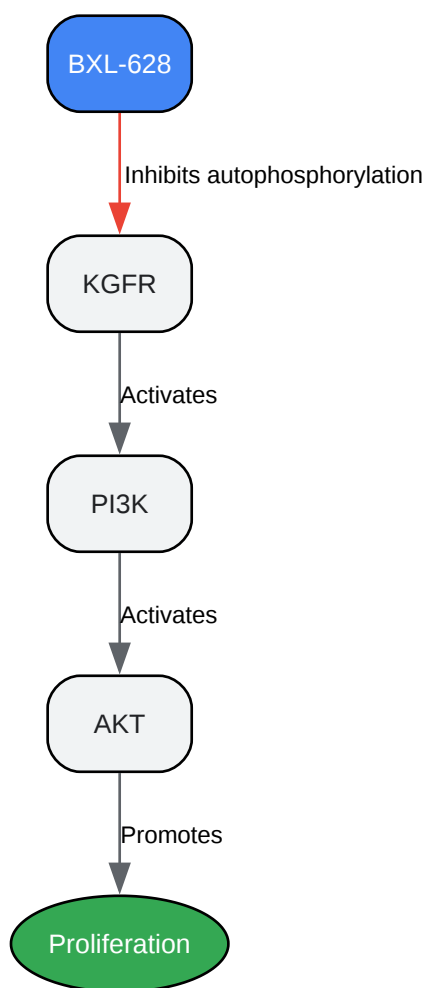 BXL-628
Inhibits autophosphorylation
KGFR
Activates
PI3K
Activates
AKT
Promotes
Proliferation